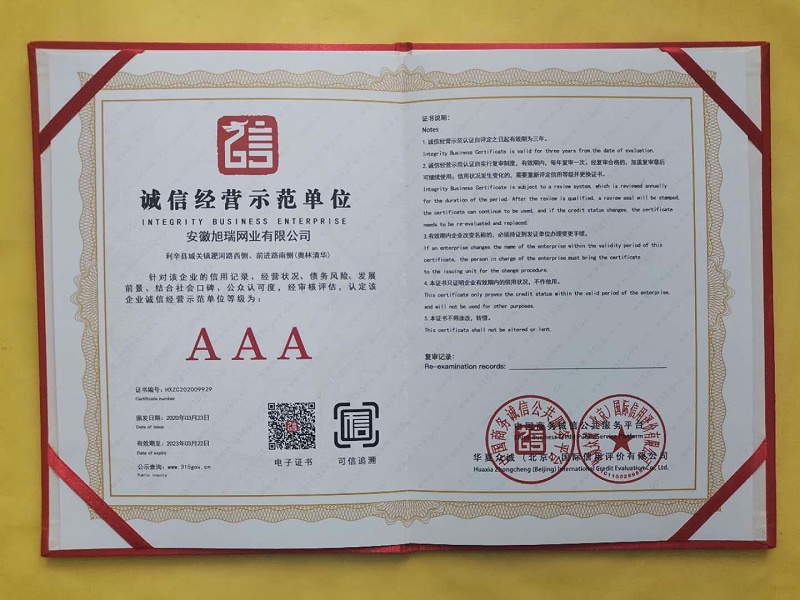 信
诚信经营示范单位
INTEGRITY BUSINESS ENTERPRISE
安徽旭瑞网业有限公司
利辛县城关镇淝河路西侧、前进路南侧(奥林清华)
针对该企业的信用记录、经营状况、债务风险、发展
前景、结合社会口碑、公众认可度，经审核评估，认定该
企业诚信经营示范单位等级为：
AAA
证书编号：HXZC202009929
Certificate number
颁发日期：2020年03月23日
Date of issue
有效期至：2023年03月22日
Date of expiry
公示查询：www.315gov.cn
Public inquiry
电子证书
信
可信追溯
证书说明：
Notes
1.诚信经营示范认证自评定之日起有效期为三年。
Integrity Business Certificate is valid for three years from the date of evaluation.
2.诚信经营示范认证自实行复审制度，有效期内，每年复审一次，经复审合格的，加盖复审章后
可继续使用；信用状况发生变化的，需要重新评定信用等级并更换证书。
Integrity Business Certificate is subject to a review system, which is reviewed annually
for the duration of the period. After the review is qualified, a review seal will be stamped,
the certificate can continue to be used, and if the credit status changes, the certificate
needs to be re-evaluated and replaced.
3.有效期内企业改变名称的，必须持证到发证单位办理变更手续。
If an enterprise changes the name of the enterprise within the validity period of this
certificate, the person of the enterprise must bring the certificate
to the issuing unit for the change procedure.
4.本证书只证明企业有效期内的信用状况，不作他用。
This certificate only proves the credit status within the valid period of the enterprise,
and will not be used for other purposes.
5.本证书不得涂改，转借。
This certificate shall not be altered or lent.
复审记录：
Re-examination records:
中国商务诚信公共服务平台
Service Platform
华夏众诚（北京）国际信用评价有限公司
Huaxia Zhongcheng (Beijing) International Credit Evaluation Co., Ltd.